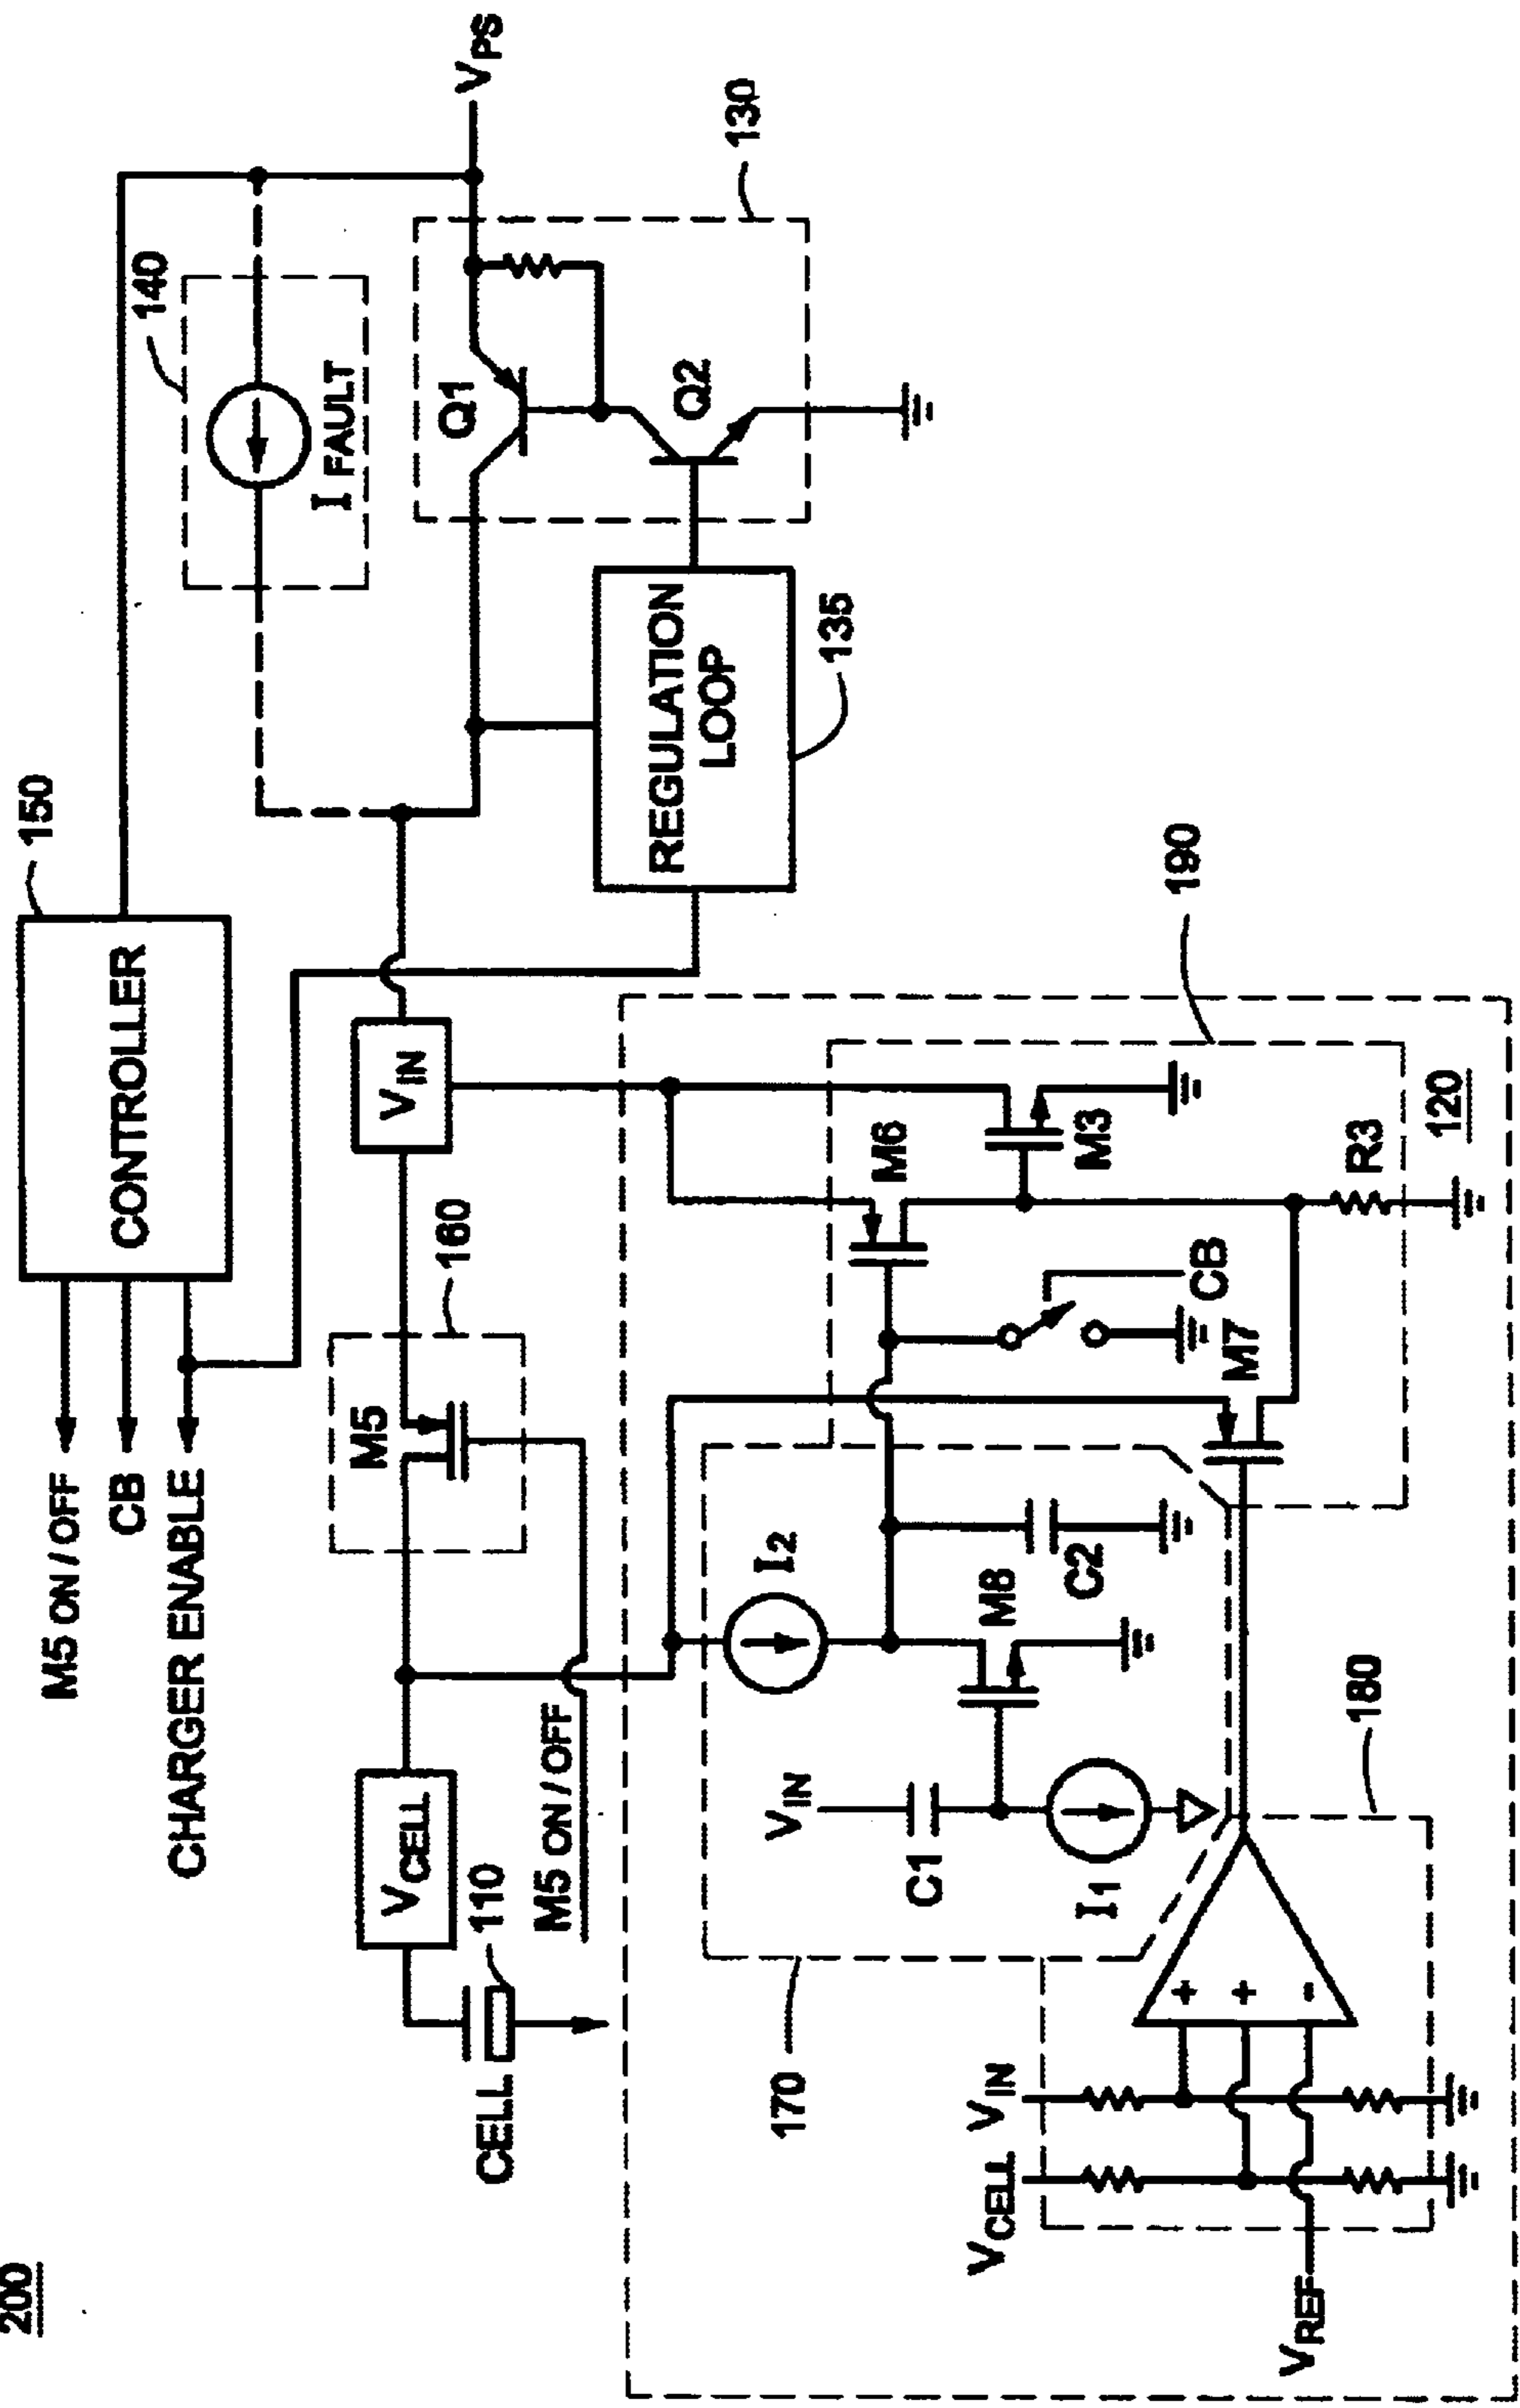 200
M5 ON / OFF
CB
CHARGER ENABLE
CONTROLLER
150
140
I FAULT
VPS
130
Q1
Q2
REGULATION
LOOP
135
VIN
160
M5
VCELL
110
CELL
M5 ON / OFF
190
M6
M3
120
R3
CB
M7
I2
C2
M8
VIN
C1
I1
170
180
+
+
-
VIN
VCELL
VREF